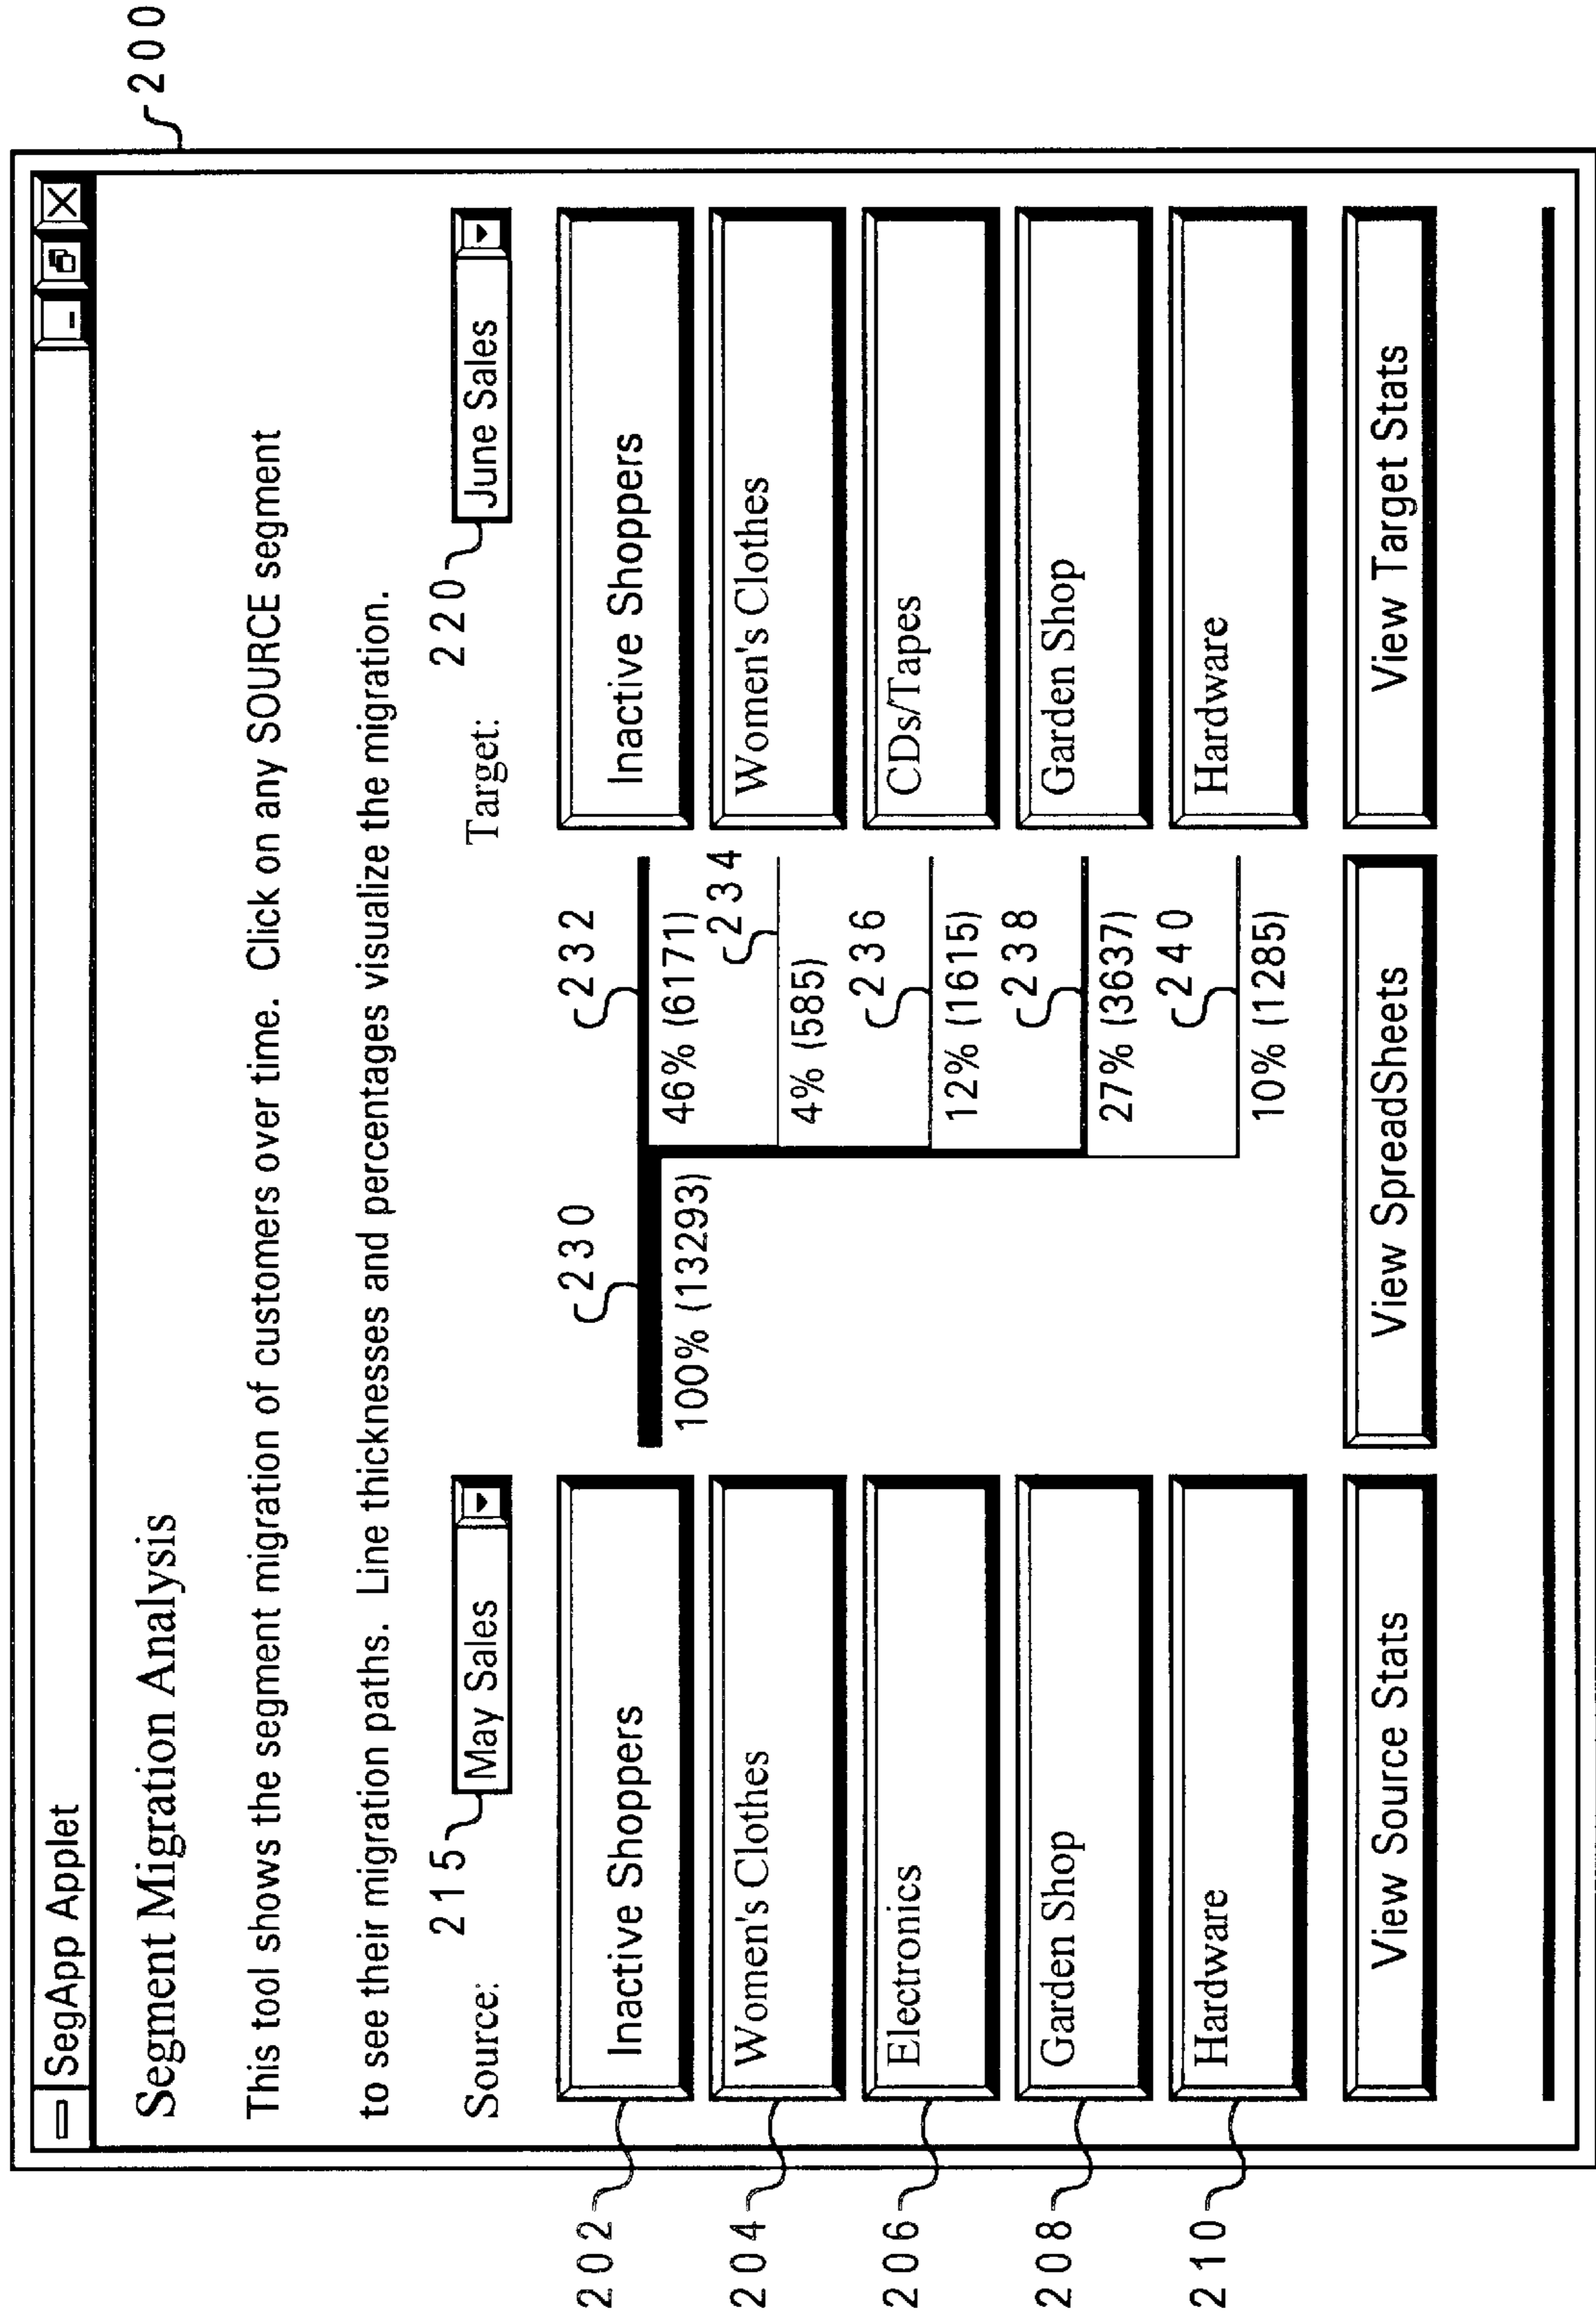 SegApp Applet
200
Segment Migration Analysis
This tool shows the segment migration of customers over time. Click on any SOURCE segment
to see their migration paths. Line thicknesses and percentages visualize the migration.
215
220
Source:
May Sales
Target:
June Sales
230
232
202
Inactive Shoppers
Inactive Shoppers
100% (13293)
46% (6171)
234
204
Women's Clothes
Women's Clothes
4% (585)
236
206
Electronics
CDs/Tapes
12% (1615)
238
208
Garden Shop
Garden Shop
27% (3637)
240
210
Hardware
Hardware
10% (1285)
View Source Stats
View SpreadSheets
View Target Stats